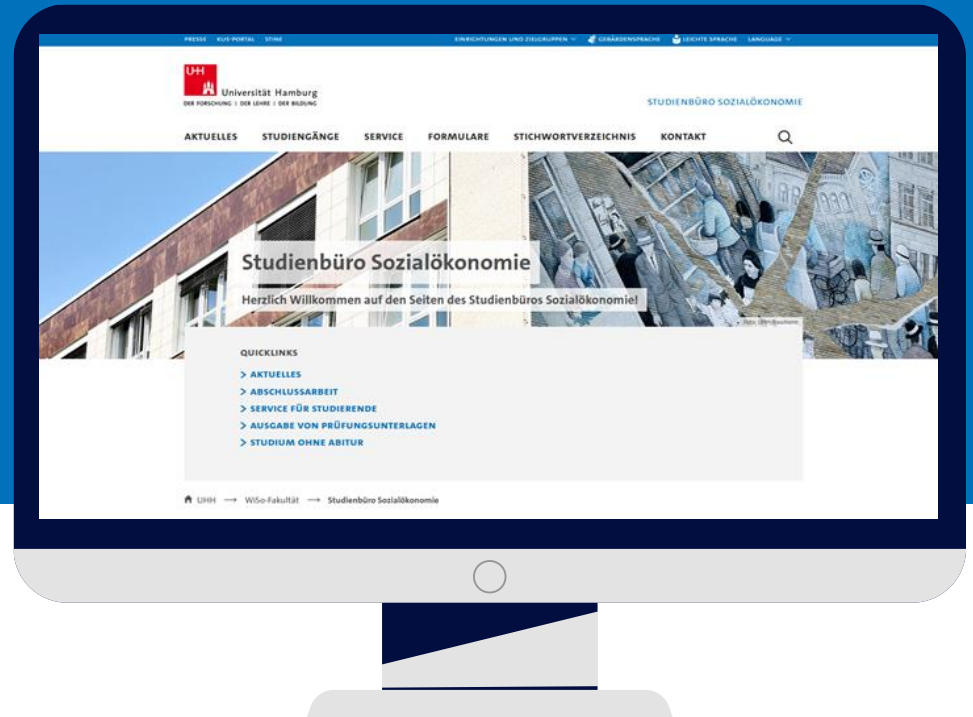 PRESSE KUS-PORTAL STINE EINRICHTUNGEN UND ZIELGRUPPEN GEBÄRDENSPRACHE LEICHTE SPRACHE LANGUAGE
UHH
Universität Hamburg
DER FORSCHUNG | DER LEHRE | DER BILDUNG
STUDIENBÜRO SOZIALÖKONOMIE
AKTUELLES STUDIENGÄNGE SERVICE FORMULARE STICHWORTVERZEICHNIS KONTAKT
Studienbüro Sozialökonomie
Herzlich Willkommen auf den Seiten des Studienbüros Sozialökonomie!
QUICKLINKS
> AKTUELLES
> ABSCHLUSSARBEIT
> SERVICE FÜR STUDIERENDE
> AUSGABE VON PRÜFUNGSUNTERLAGEN
> STUDIUM OHNE ABITUR
UHH → WiSo-Fakultät → Studienbüro Sozialökonomie